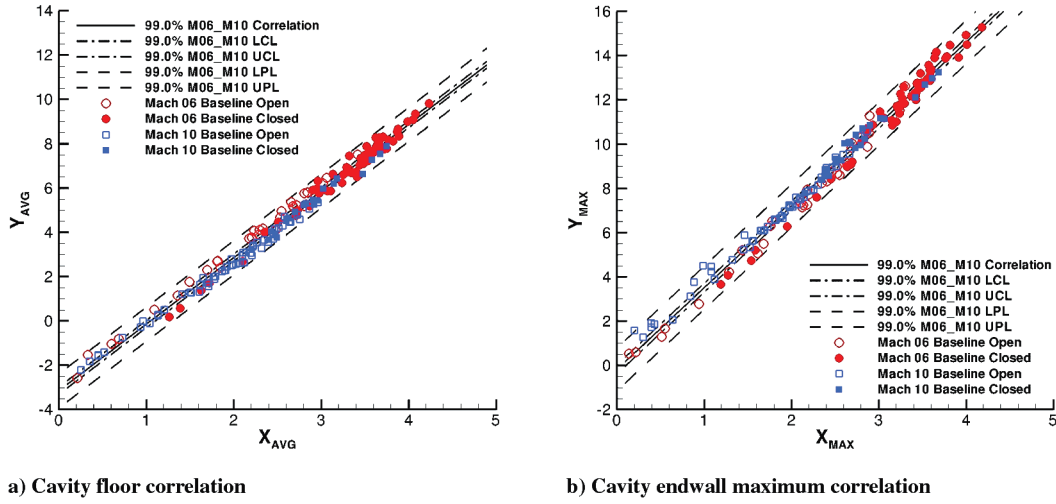 14
12
10
8
6
4
2
0
-2
-4
Y AVG
99.0% M06_M10 Correlation
99.0% M06_M10 LCL
99.0% M06_M10 UCL
99.0% M06_M10 LPL
99.0% M06_M10 UPL
Mach 06 Baseline Open
Mach 06 Baseline Closed
Mach 10 Baseline Open
Mach 10 Baseline Closed
0 1 2 3 4 5
X AVG
a) Cavity floor correlation
16
14
12
10
8
6
4
2
0
-2
Y MAX
99.0% M06_M10 Correlation
99.0% M06_M10 LCL
99.0% M06_M10 UCL
99.0% M06_M10 LPL
99.0% M06_M10 UPL
Mach 06 Baseline Open
Mach 06 Baseline Closed
Mach 10 Baseline Open
Mach 10 Baseline Closed
0 1 2 3 4 5
X MAX
b) Cavity endwall maximum correlation